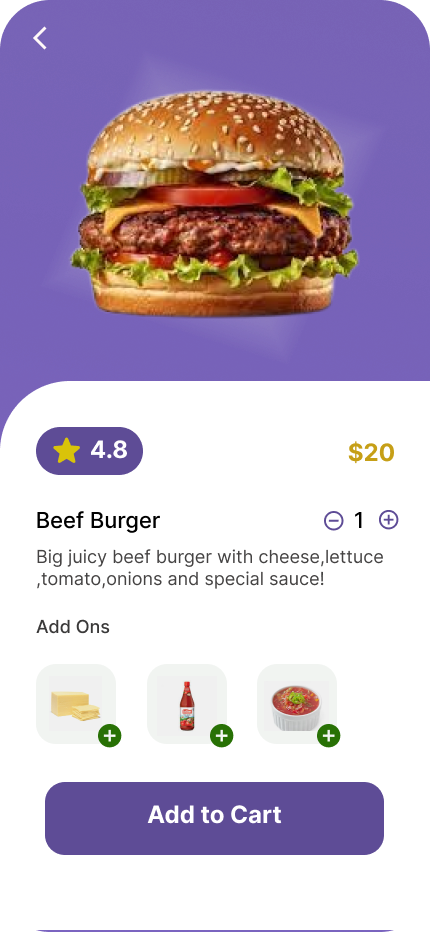 4.8
$20
Beef Burger
1
Big juicy beef burger with cheese,lettuce
,tomato,onions and special sauce!
Add Ons
Add to Cart